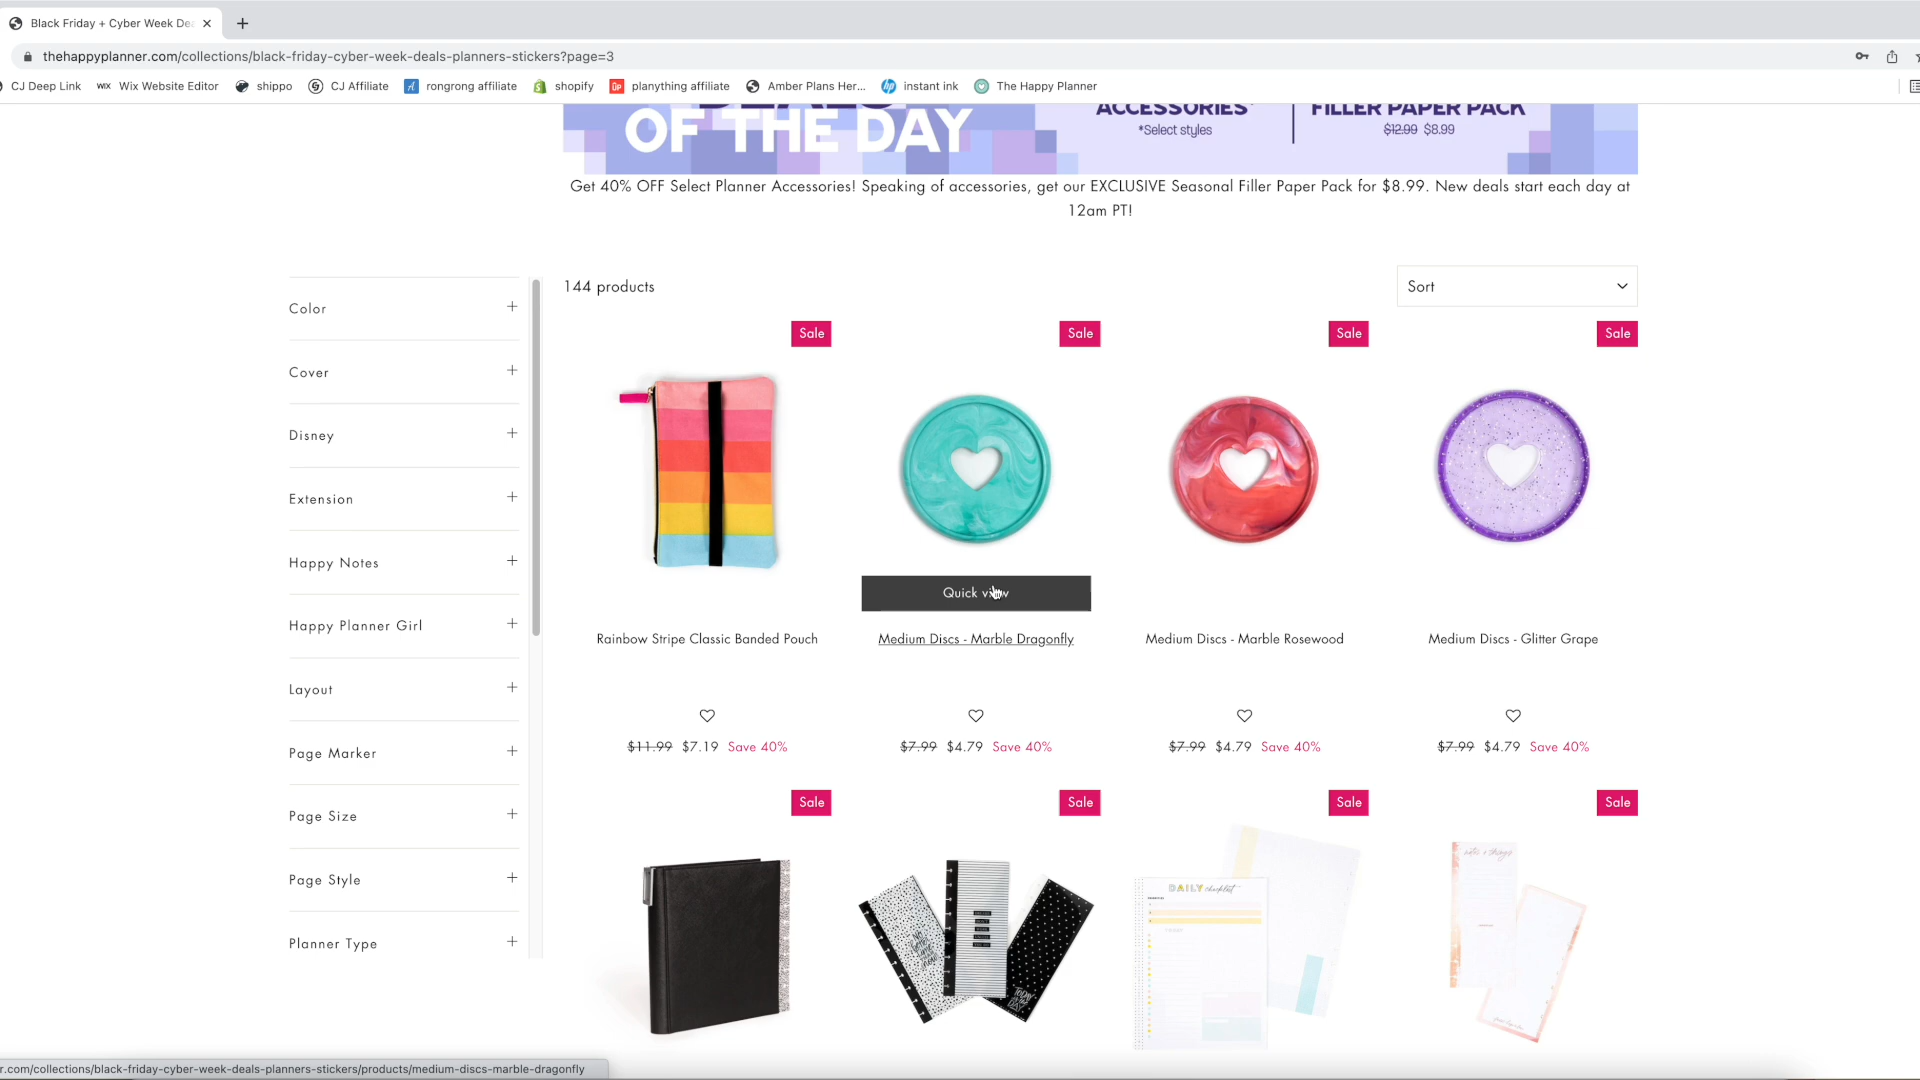 Black Friday + Cyber Week De
thehappyplanner.com/collections/black-friday-cyber-week-deals-planners-stickers?page=3
CJ Deep Link WIX Wix Website Editor shippo CJ Affiliate rongrong affiliate shopify planything affiliate Amber Plans Her... instant ink The Happy Planner
OF THE DAY
ACCESSORIES*
*Select styles
FILLER PAPER PACK
$12.99 $8.99
Get 40% OFF Select Planner Accessories! Speaking of accessories, get our EXCLUSIVE Seasonal Filler Paper Pack for $8.99. New deals start each day at
12am PT!
Color
Cover
Disney
Extension
Happy Notes
Happy Planner Girl
Layout
Page Marker
Page Size
Page Style
Planner Type
144 products
Sort
Sale Sale Sale Sale
Quick view
Rainbow Stripe Classic Banded Pouch
Medium Discs - Marble Dragonfly
Medium Discs - Marble Rosewood
Medium Discs - Glitter Grape
$11.99 $7.19 Save 40%
$7.99 $4.79 Save 40%
$7.99 $4.79 Save 40%
$7.99 $4.79 Save 40%
Sale Sale Sale Sale
TODAY
DAY
DAILY checklist
notes + things
r.com/collections/black-friday-cyber-week-deals-planners-stickers/products/medium-discs-marble-dragonfly